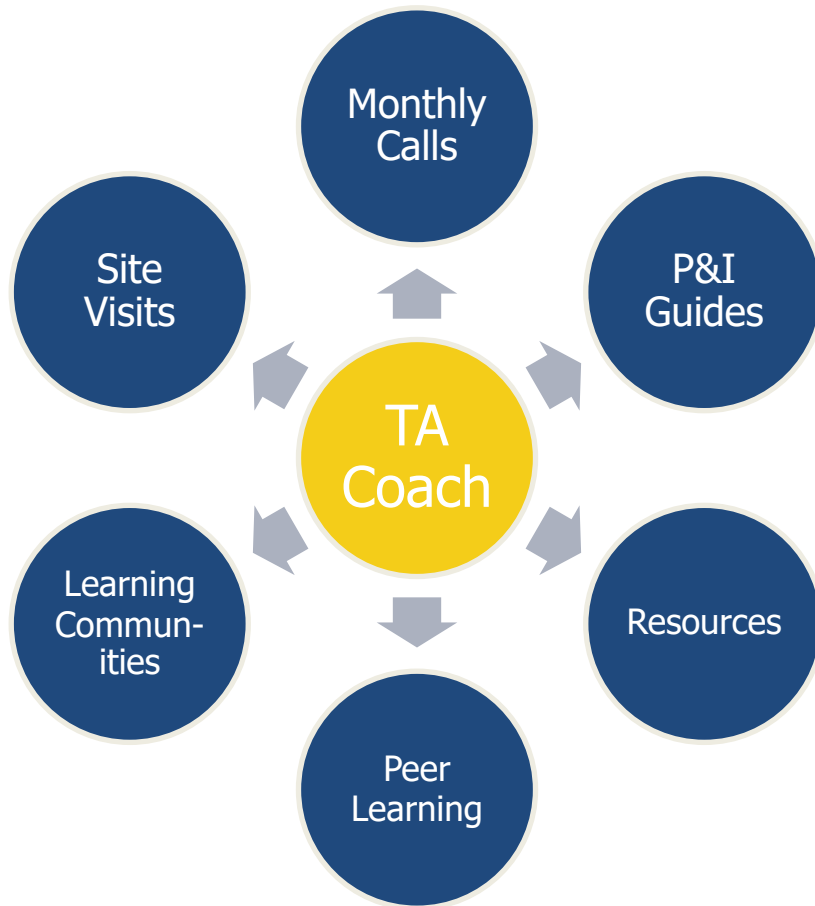 Monthly
Calls
Site
Visits
P&I
Guides
TA
Coach
Learning
Commun-
ities
Resources
Peer
Learning